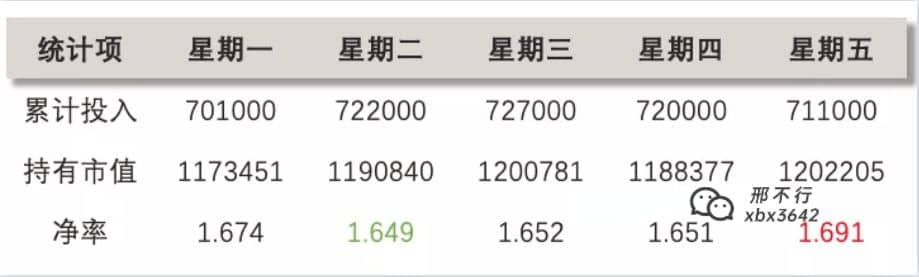 统计项 星期一 星期二 星期三 星期四 星期五
累计投入 701000 722000 727000 720000 711000
持有市值 1173451 1190840 1200781 1188377 1202205
邢不行
xbx3642
净率 1.674 1.649 1.652 1.651 1.691